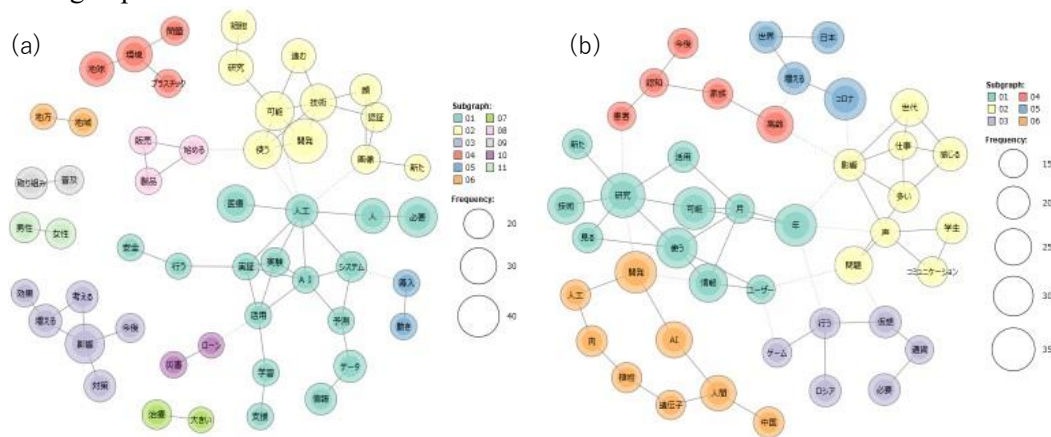 (a)
細胞
研究
進む
可能
技術
顔
認証
使う
開発
画像
新た
問題
環境
地球
プラスチック
地方
地域
販売
始める
製品
取り組み
普及
男性
女性
医療
人工
人
必要
安全
行う
実証
実験
AI
システム
導入
動き
活用
予測
データ
情報
学習
支援
効果
考える
増える
影響
今後
対策
ドローン
災害
治療
大きい
Subgraph:
01
07
02
08
03
09
04
10
05
11
06
Frequency:
20
30
40
(b)
今後
認知
家族
患者
高齢
世界
日本
増える
コロナ
世代
仕事
感じる
影響
多い
声
学生
コミュニケーション
問題
新た
活用
研究
技術
可能
月
年
見る
使う
情報
ユーザー
開発
人工
肉
AI
遺伝子
人間
中国
行う
仮想
ゲーム
通貨
ロシア
必要
Subgraph:
01
04
02
05
03
06
Frequency:
15
20
25
30
35